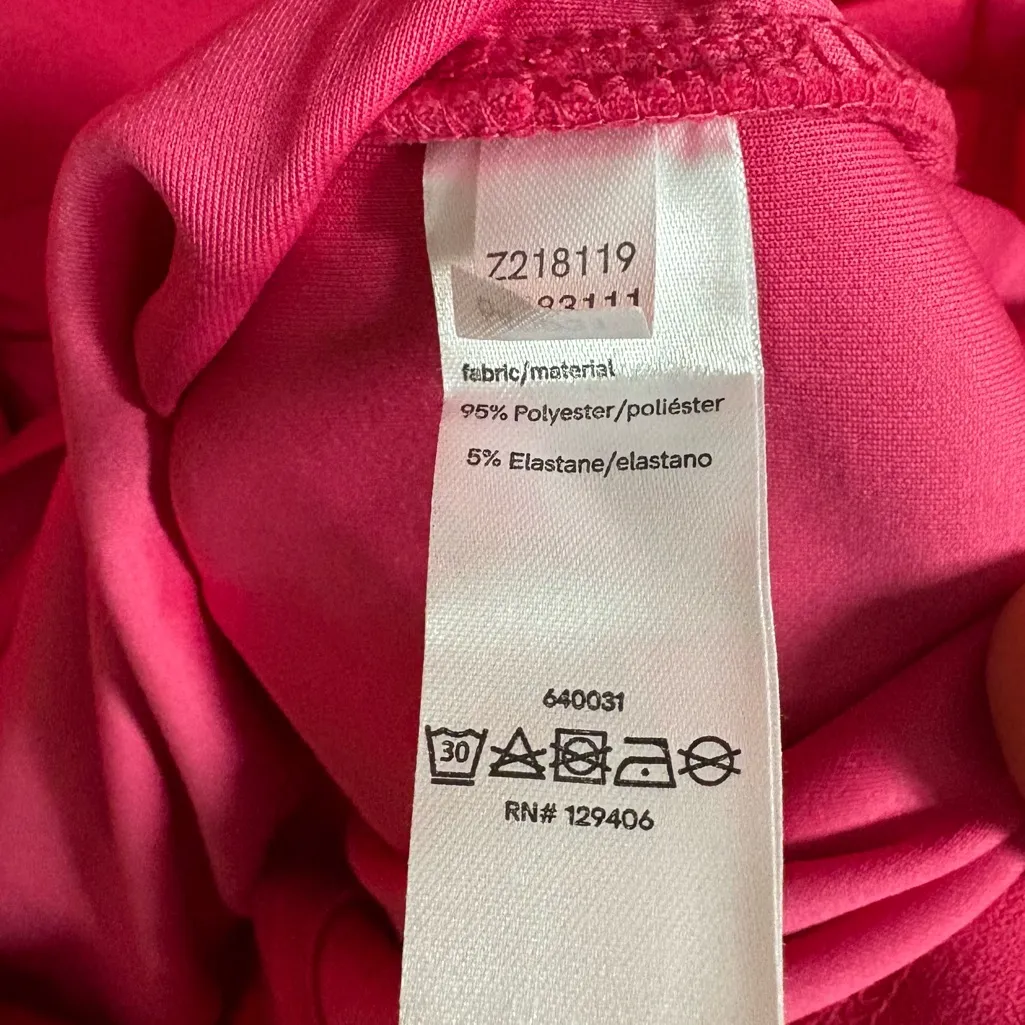 Z218119
fabric/material
95% Polyester/poliéster
5% Elastane/elastano
640031
30
RN# 129406